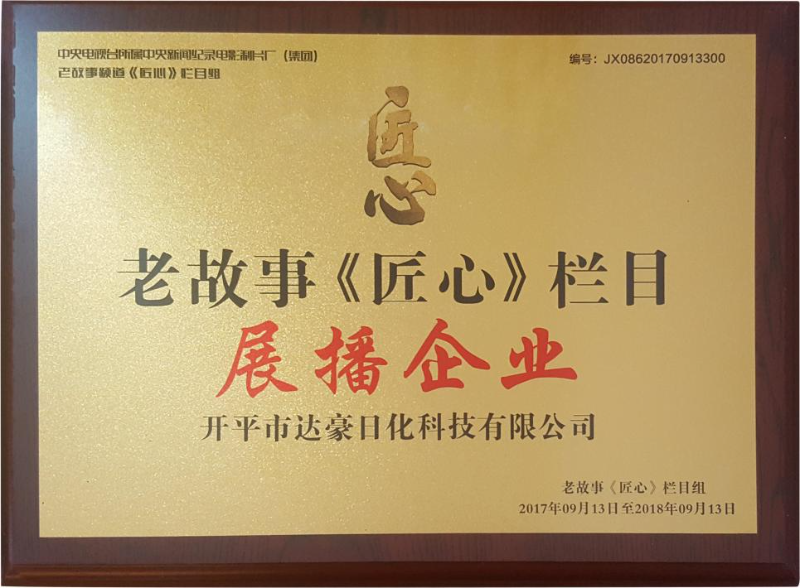 中央电视台所属中央新闻纪录电影制片厂（集团）
老故事频道《匠心》栏目组
编号：JX08620170913300
匠心
老故事《匠心》栏目
展播企业
开平市达豪日化科技有限公司
老故事《匠心》栏目组
2017年09月13日至2018年09月13日